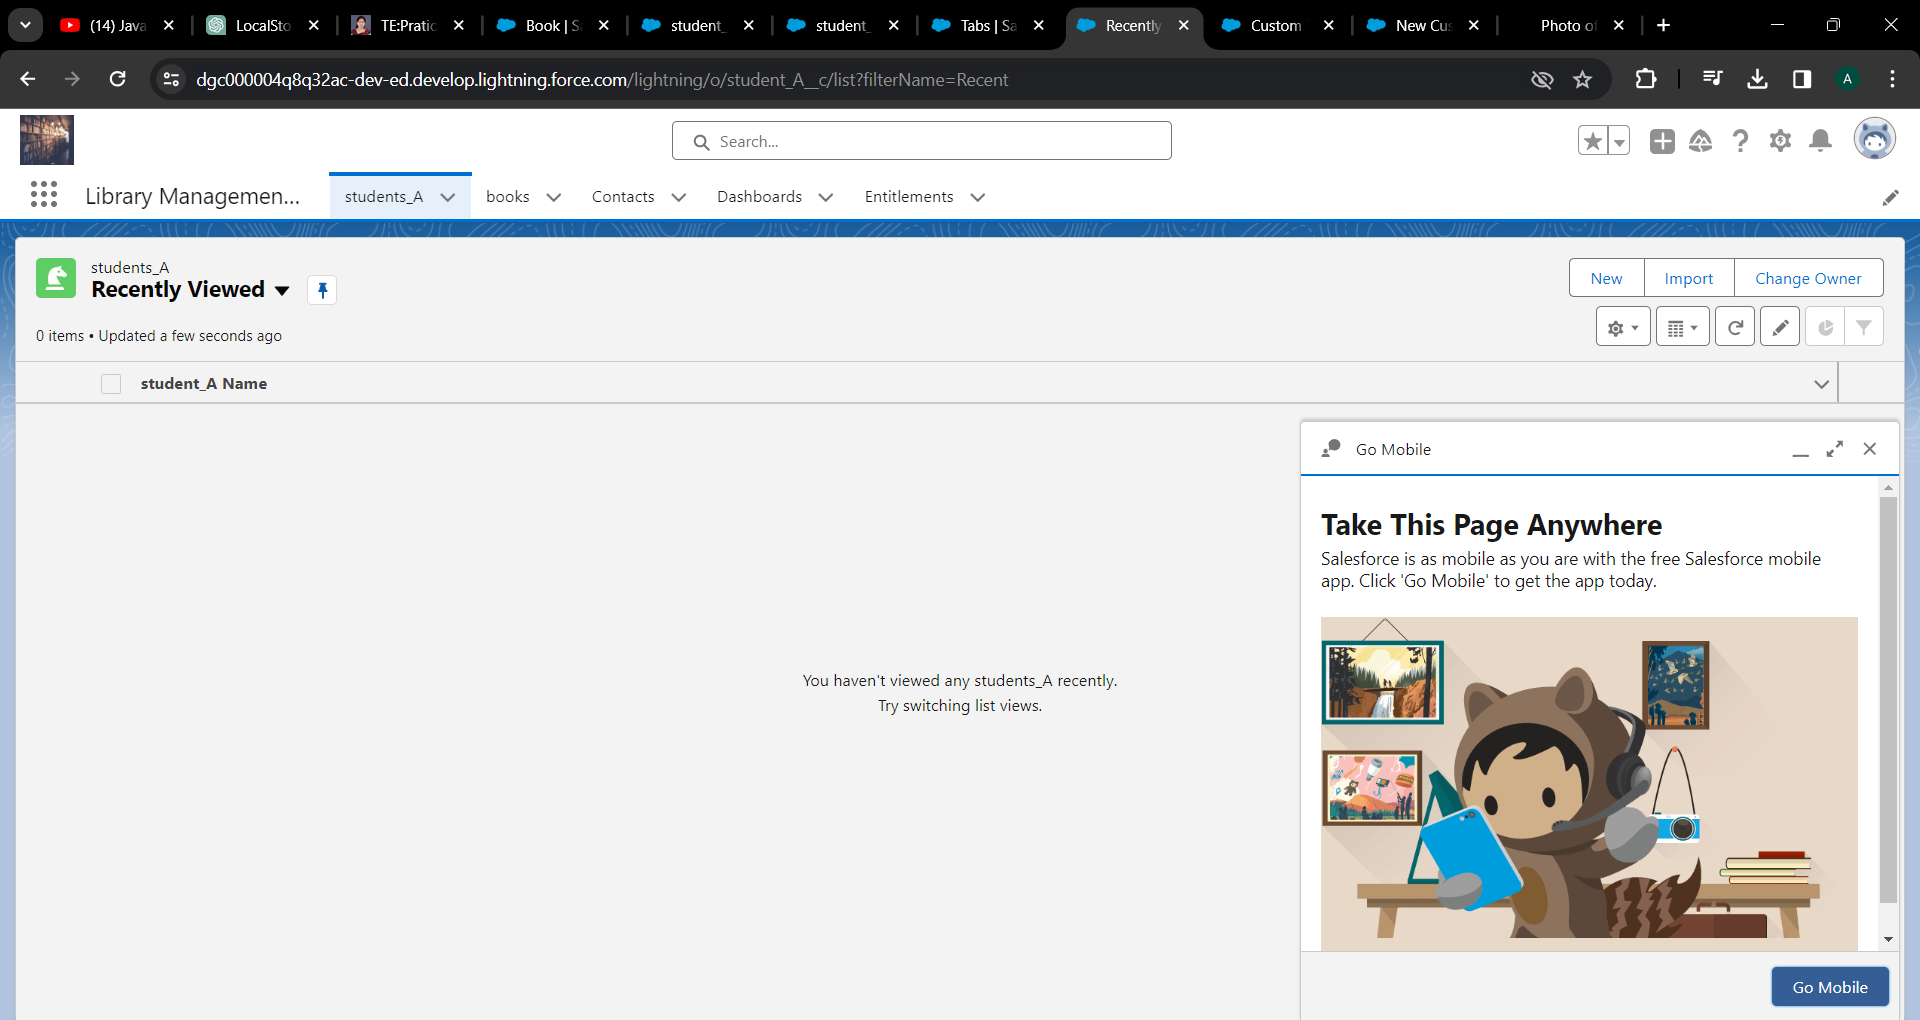 (14) Java
LocalSto
TE:Pratic
Book | S
student_
student_
Tabs | Sa
Recently
Custom
New Cus
Photo of
dgc000004q8q32ac-dev-ed.develop.lightning.force.com/lightning/o/student_A__c/list?filterName=Recent
A
Search...
Library Managemen...
students_A
books
Contacts
Dashboards
Entitlements
students_A
Recently Viewed
New
Import
Change Owner
0 items • Updated a few seconds ago
student_A Name
You haven't viewed any students_A recently.
Try switching list views.
Go Mobile
Take This Page Anywhere
Salesforce is as mobile as you are with the free Salesforce mobile
app. Click 'Go Mobile' to get the app today.
Go Mobile